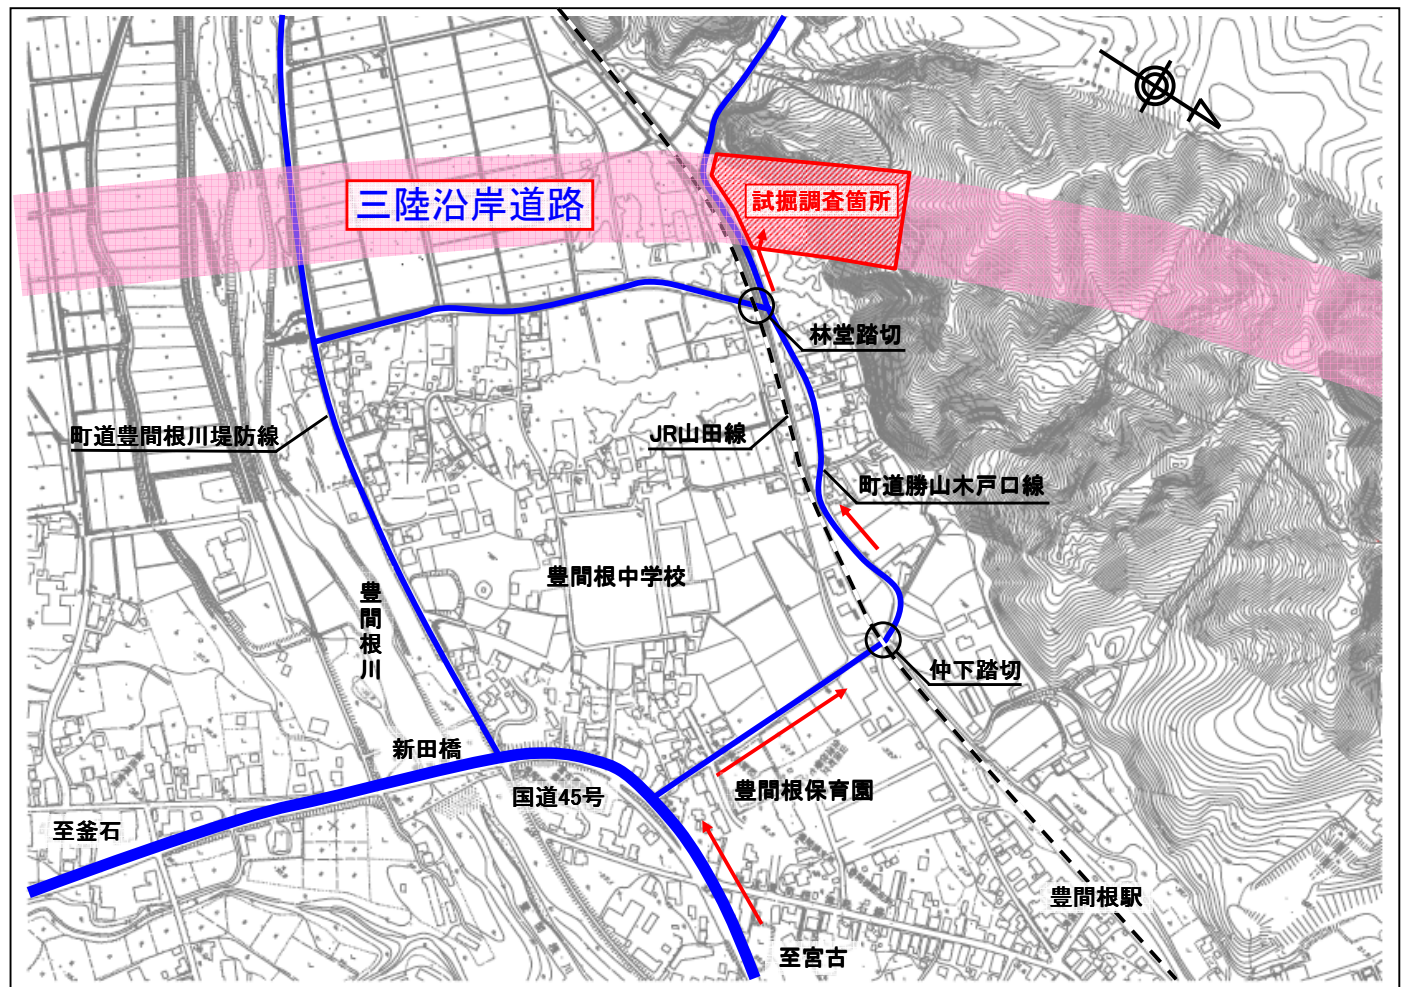 三陸沿岸道路
試掘調査箇所
林堂踏切
町道豊間根川堤防線
JR山田線
町道勝山木戸口線
豊間根中学校
豊間根川
仲下踏切
新田橋
国道45号
豊間根保育園
至釜石
豊間根駅
至宮古